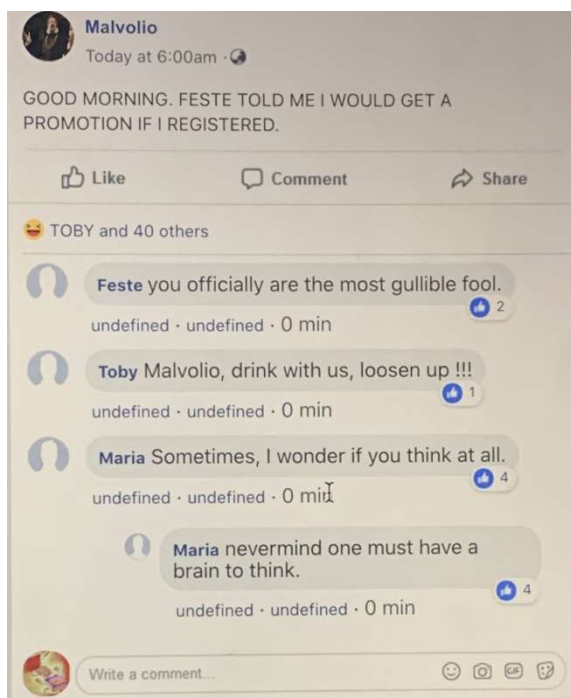 Malvolio
Today at 6:00am ·
GOOD MORNING. FESTE TOLD ME I WOULD GET A
PROMOTION IF I REGISTERED.
Like
Comment
Share
TOBY and 40 others
Feste you officially are the most gullible fool.
2
undefined · undefined · 0 min
Toby Malvolio, drink with us, loosen up !!!
1
undefined · undefined · 0 min
Maria Sometimes, I wonder if you think at all.
4
undefined · undefined · 0 min
Maria nevermind one must have a
brain to think.
4
undefined · undefined · 0 min
Write a comment...
GIF